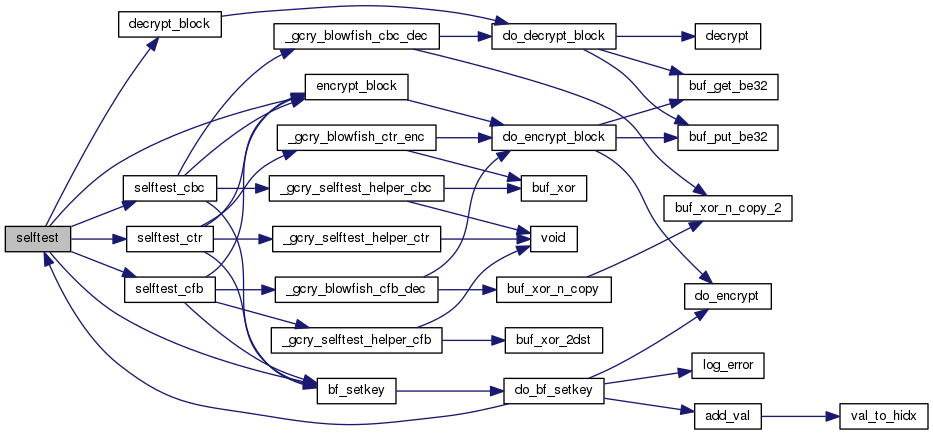 decrypt_block
_gcry_blowfish_cbc_dec
do_decrypt_block
decrypt
encrypt_block
buf_get_be32
_gcry_blowfish_ctr_enc
do_encrypt_block
buf_put_be32
selftest_cbc
_gcry_selftest_helper_cbc
buf_xor
buf_xor_n_copy_2
selftest
selftest_ctr
_gcry_selftest_helper_ctr
void
selftest_cfb
_gcry_blowfish_cfb_dec
buf_xor_n_copy
do_encrypt
_gcry_selftest_helper_cfb
buf_xor_2dst
log_error
bf_setkey
do_bf_setkey
add_val
val_to_hidx